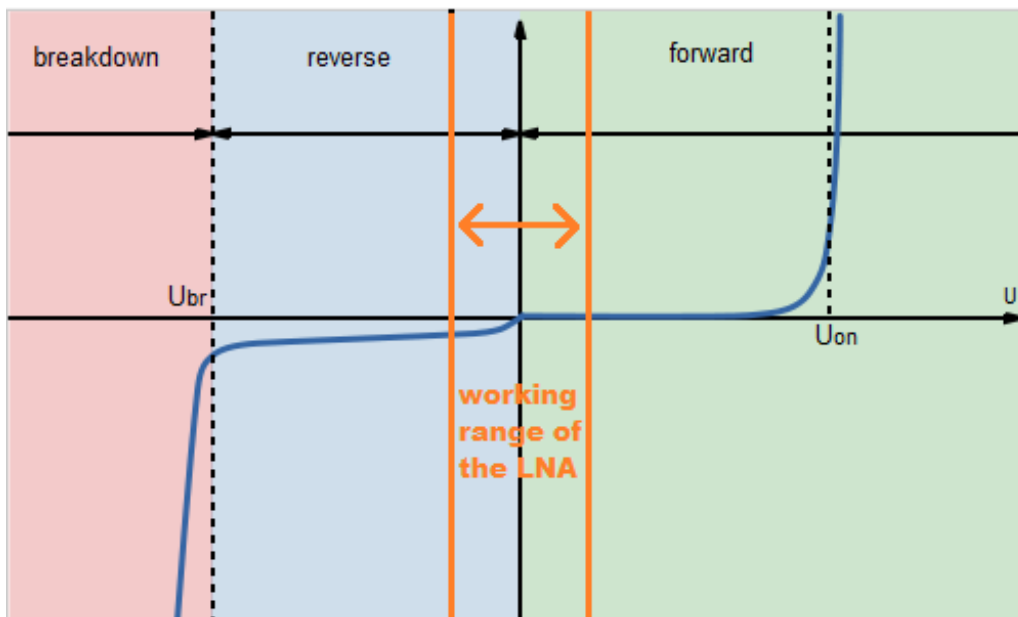 breakdown
reverse
forward
Ubr
U
Uon
working
range of
the LNA